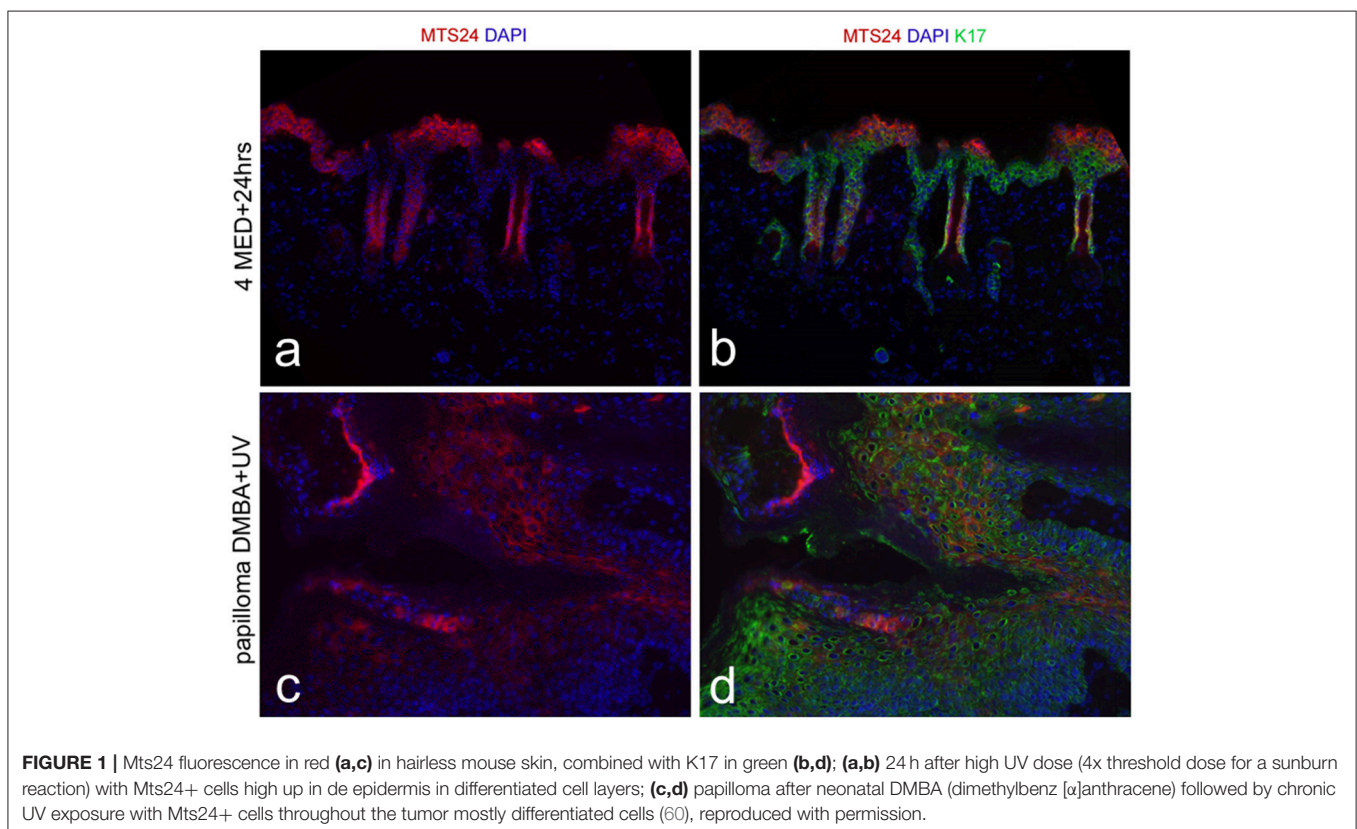 MTS24 DAPI
MTS24 DAPI K17
4 MED+24hrs
a
b
papilloma DMBA+UV
c
d
FIGURE 1 | Mts24 fluorescence in red (a,c) in hairless mouse skin, combined with K17 in green (b,d); (a,b) 24 h after high UV dose (4x threshold dose for a sunburn
reaction) with Mts24+ cells high up in de epidermis in differentiated cell layers; (c,d) papilloma after neonatal DMBA (dimethylbenz [α]anthracene) followed by chronic
UV exposure with Mts24+ cells throughout the tumor mostly differentiated cells (60), reproduced with permission.